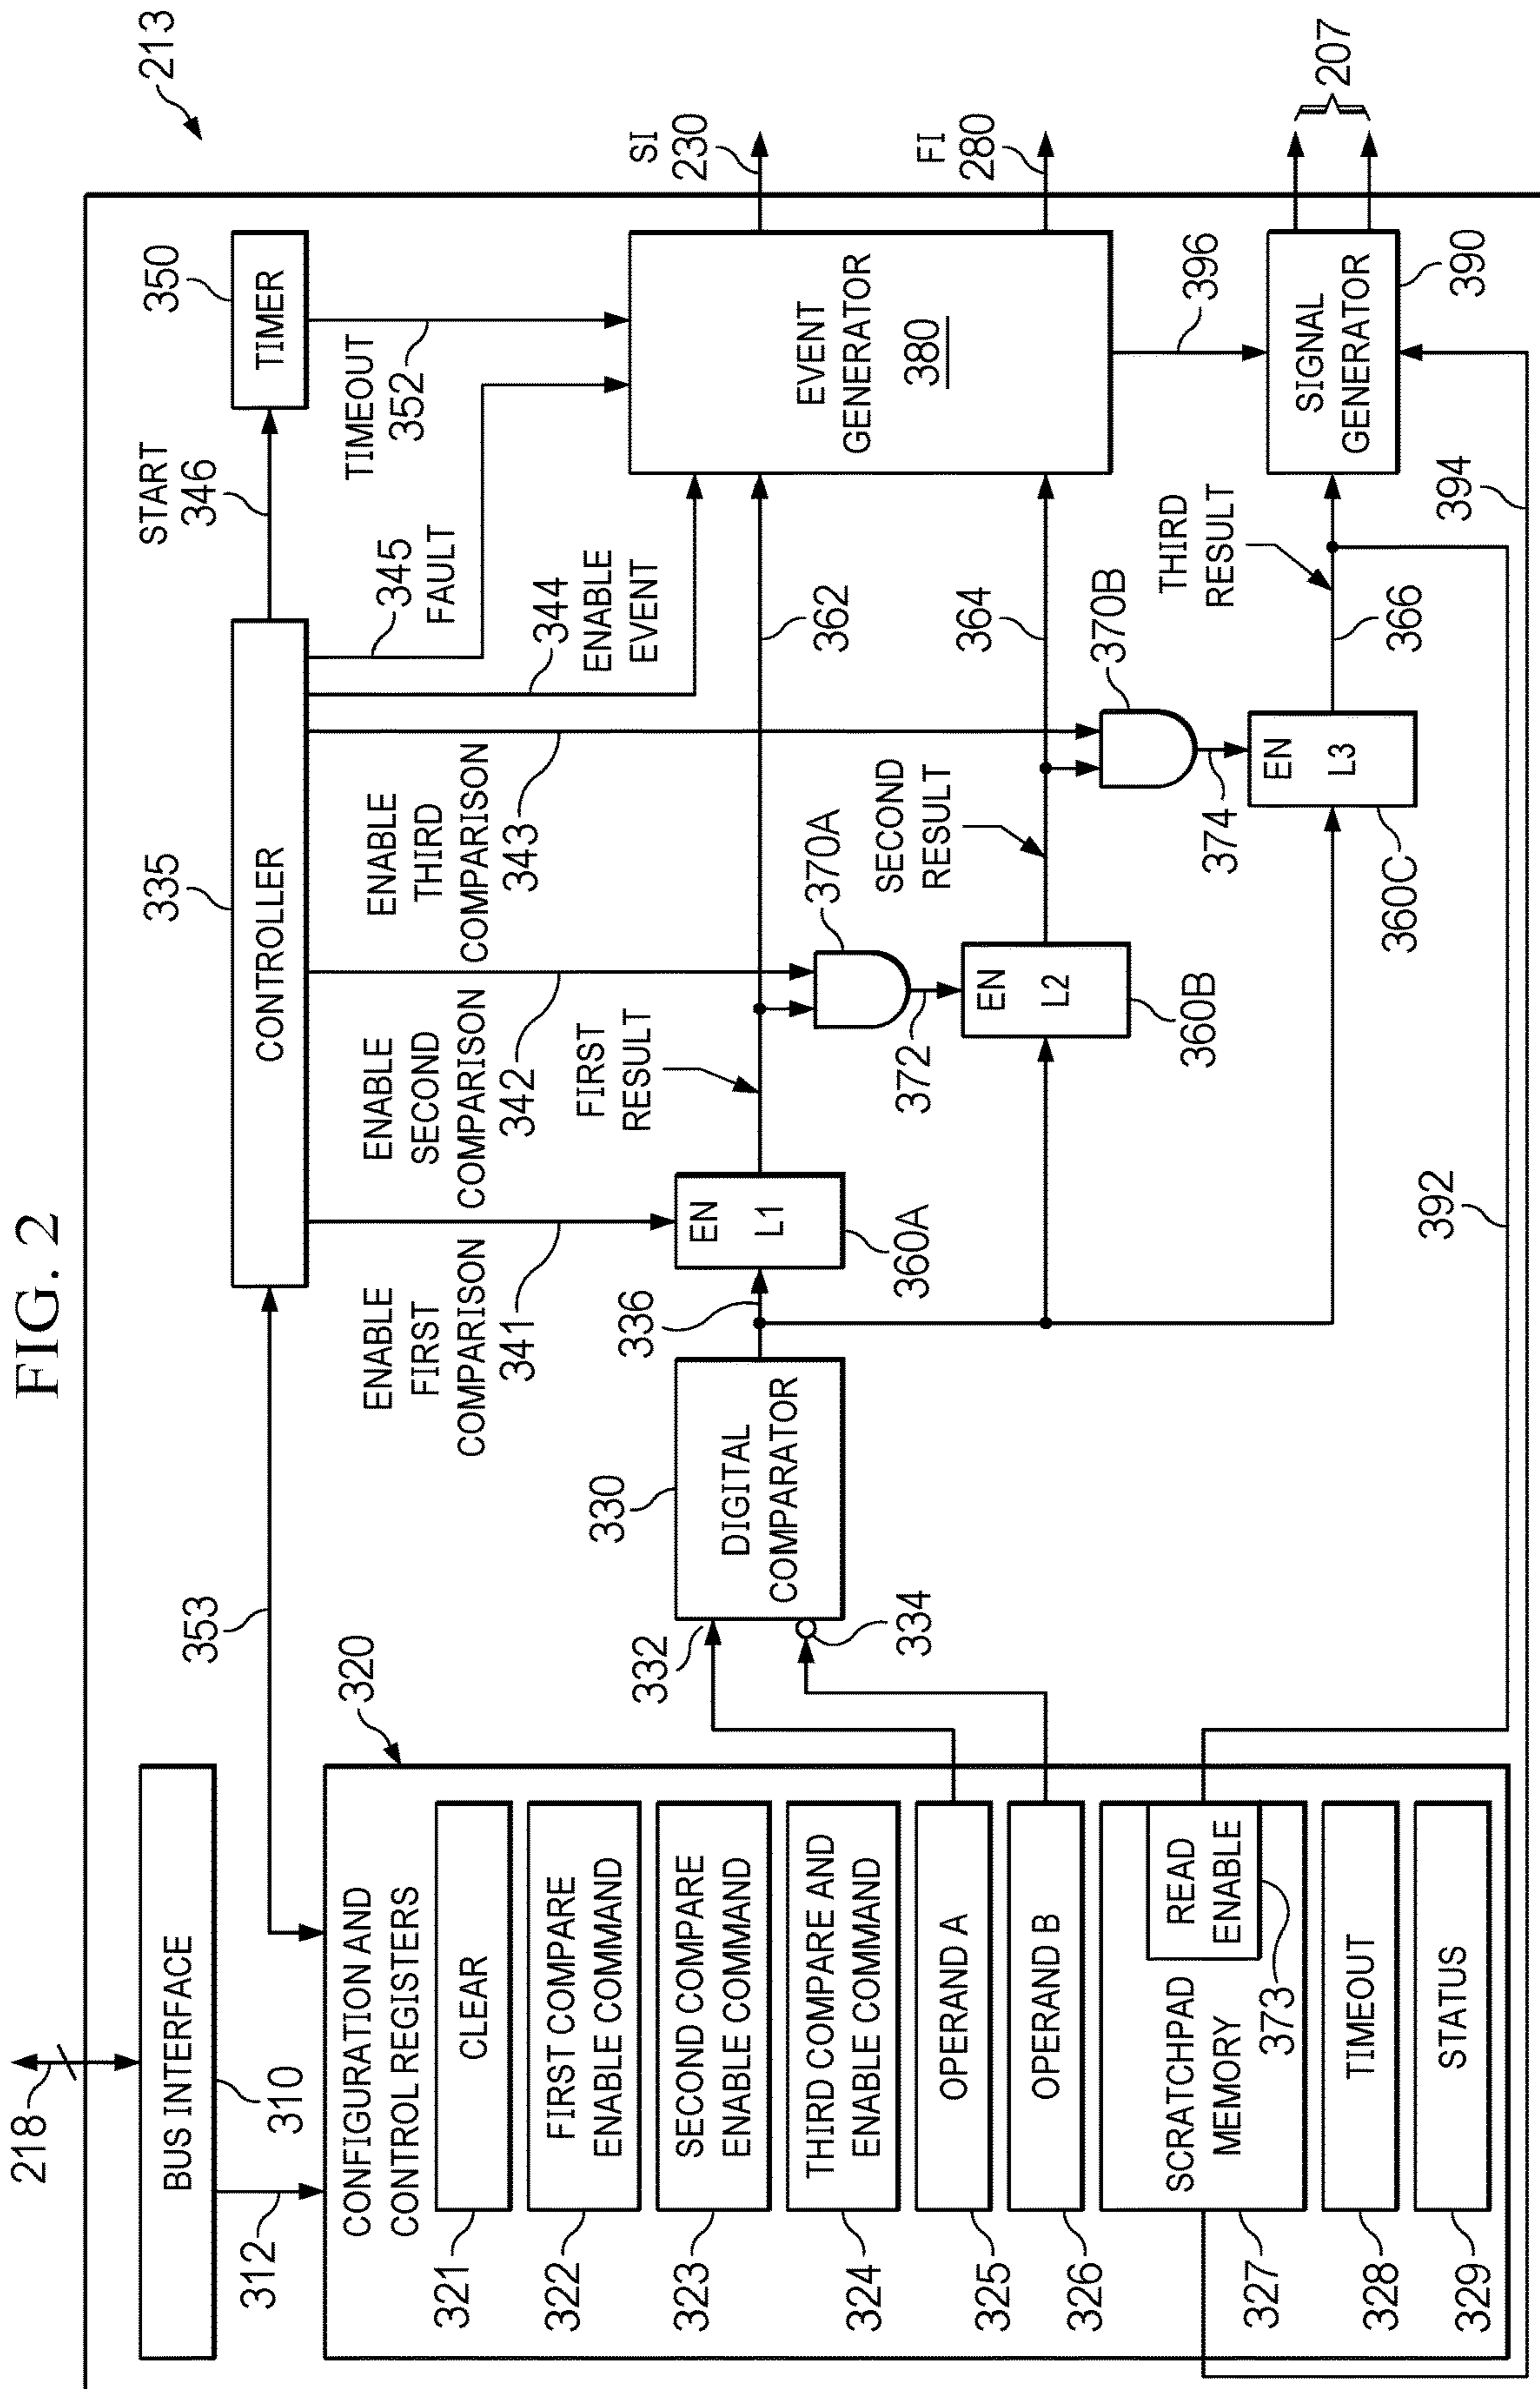 FIG. 2
213
218
BUS INTERFACE
310
312
353
320
CONFIGURATION AND
CONTROL REGISTERS
321
CLEAR
322
FIRST COMPARE
ENABLE COMMAND
323
SECOND COMPARE
ENABLE COMMAND
324
THIRD COMPARE AND
ENABLE COMMAND
325
OPERAND A
326
OPERAND B
327
SCRATCHPAD
MEMORY
READ
ENABLE
373
328
TIMEOUT
329
STATUS
335
CONTROLLER
START
346
350
TIMER
TIMEOUT
352
345
FAULT
344
ENABLE
EVENT
ENABLE
THIRD
COMPARISON
343
ENABLE
SECOND
COMPARISON
342
ENABLE
FIRST
COMPARISON
341
330
DIGITAL
COMPARATOR
332
334
336
EN
L1
360A
FIRST
RESULT
362
370A
372
EN
L2
360B
SECOND
RESULT
364
370B
374
EN
L3
360C
THIRD
RESULT
366
EVENT
GENERATOR
380
SI
230
FI
280
396
SIGNAL
GENERATOR
390
207
392
394